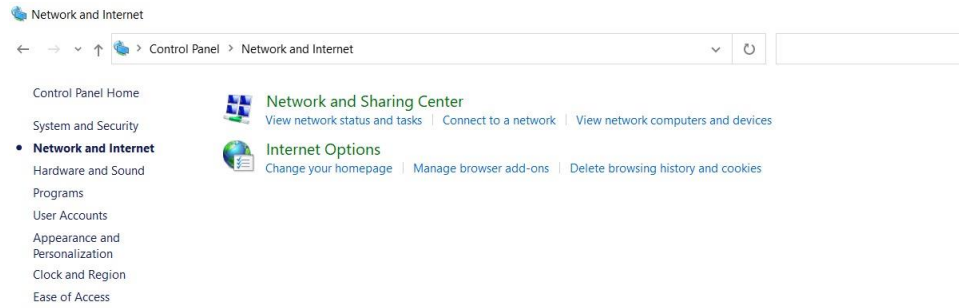 Network and Internet
Control Panel > Network and Internet
Control Panel Home
System and Security
Network and Internet
Hardware and Sound
Programs
User Accounts
Appearance and
Personalization
Clock and Region
Ease of Access
Network and Sharing Center
View network status and tasks | Connect to a network | View network computers and devices
Internet Options
Change your homepage | Manage browser add-ons | Delete browsing history and cookies